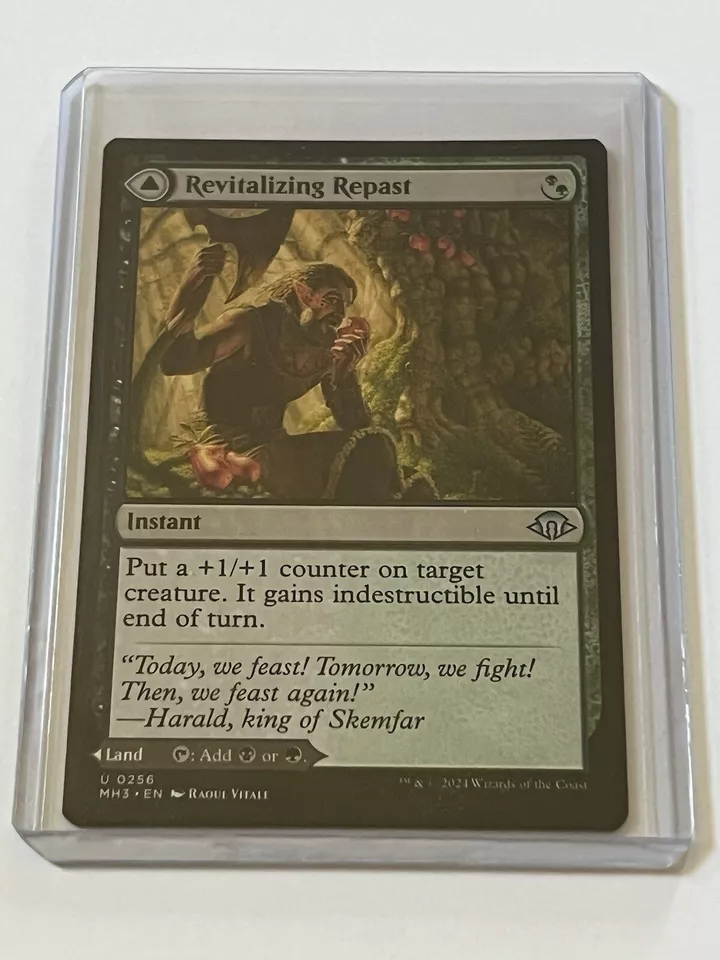 Revitalizing Repast
Instant
Put a +1/+1 counter on target
creature. It gains indestructible until
end of turn.
“Today, we feast! Tomorrow, we fight!
Then, we feast again!”
—Harald, king of Skemfar
Land : Add or .
U 0256
MH3 • EN Raoul Vitale
™ & © 2024 Wizards of the Coast